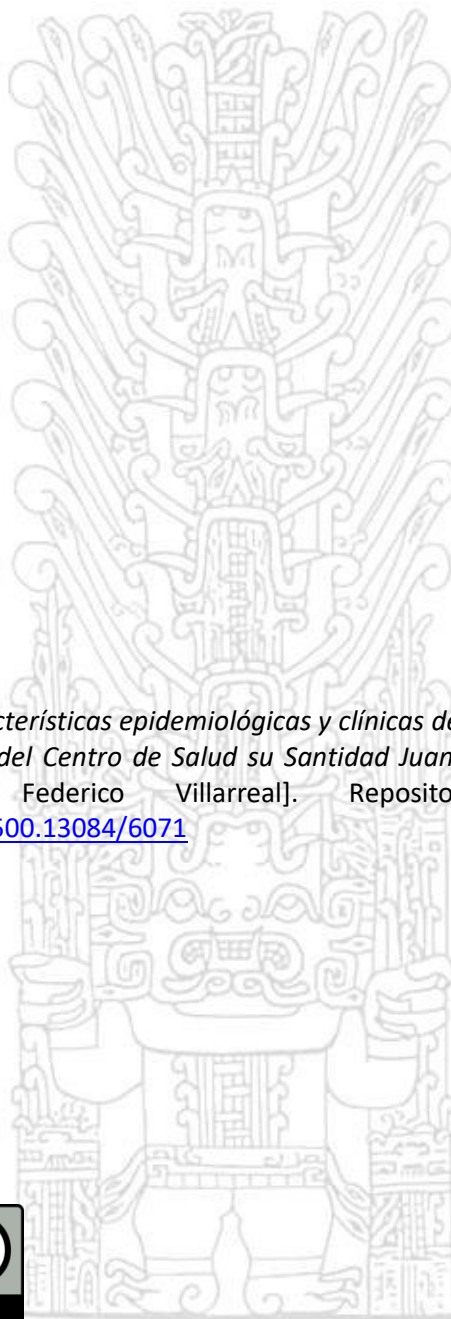 cterísticas epidemiológicas y clínicas de
del Centro de Salud su Santidad Juan
Federico Villarreal]. Reposito
500.13084/6071